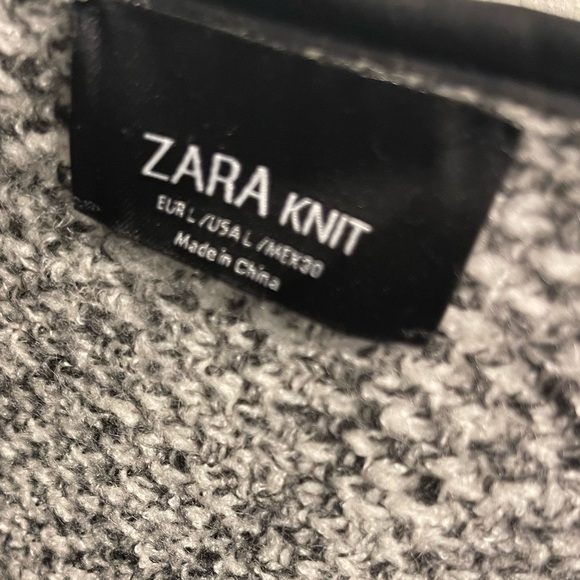 ZARA KNIT
EUR L / USA L / MEX 30
Made in China